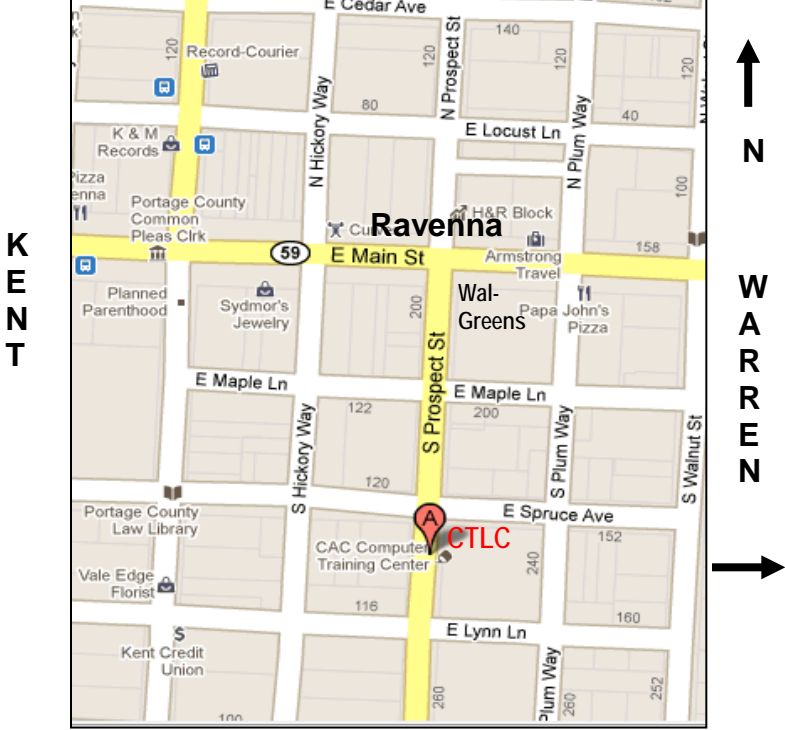 E Cedar Ave
120
Record-Courier
N Hickory Way
120
N Prospect St
140
120
120
80
E Locust Ln
N Plum Way
40
K & M
Records
100
Portage County
Common
Pleas Clrk
H&R Block
Ravenna
59
E Main St
Armstrong
Travel
158
N
K
E
N
T
W
A
R
R
E
N
Planned
Parenthood
Sydmor's
Jewelry
200
Wal-
Greens
Papa John's
Pizza
S Prospect St
E Maple Ln
E Maple Ln
122
200
S Hickory Way
S Plum Way
S Walnut St
120
Portage County
Law Library
A
E Spruce Ave
CTLC
CAC Computer
Training Center
152
240
Vale Edge
Florist
116
160
E Lynn Ln
$
Kent Credit
Union
260
Plum Way
260
252
100